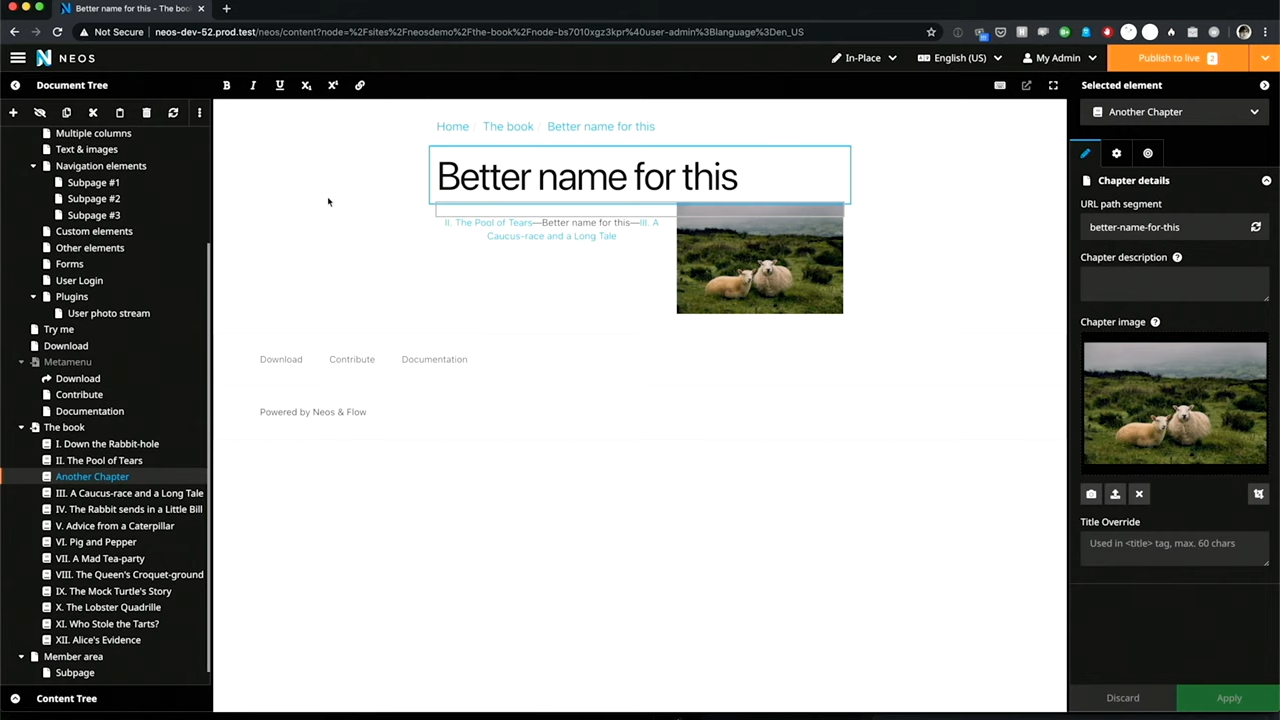 Better name for this - The boo
Not Secure neos-dev-52.prod.test/neos/content?node=%2Fsites%2Fneosdemo%2Fthe-book%2Fnode-bs7010xgz3kpr%40user-admin%3Blanguage%3Den_US
NEOS
In-Place
English (US)
My Admin
Publish to live 2
Document Tree
B I U X₁ X²
Selected element
Another Chapter
Multiple columns
Text & images
Navigation elements
Subpage #1
Subpage #2
Subpage #3
Custom elements
Other elements
Forms
User Login
Plugins
User photo stream
Try me
Download
Metamenu
Download
Contribute
Documentation
The book
I. Down the Rabbit-hole
II. The Pool of Tears
Another Chapter
III. A Caucus-race and a Long Tale
IV. The Rabbit sends in a Little Bill
V. Advice from a Caterpillar
VI. Pig and Pepper
VII. A Mad Tea-party
VIII. The Queen's Croquet-ground
IX. The Mock Turtle's Story
X. The Lobster Quadrille
XI. Who Stole the Tarts?
XII. Alice's Evidence
Member area
Subpage
Content Tree
Home / The book / Better name for this
Better name for this
II. The Pool of Tears—Better name for this—III. A
Caucus-race and a Long Tale
Download Contribute Documentation
Powered by Neos & Flow
Chapter details
URL path segment
better-name-for-this
Chapter description
Chapter image
Title Override
Used in <title> tag, max. 60 chars
Discard Apply